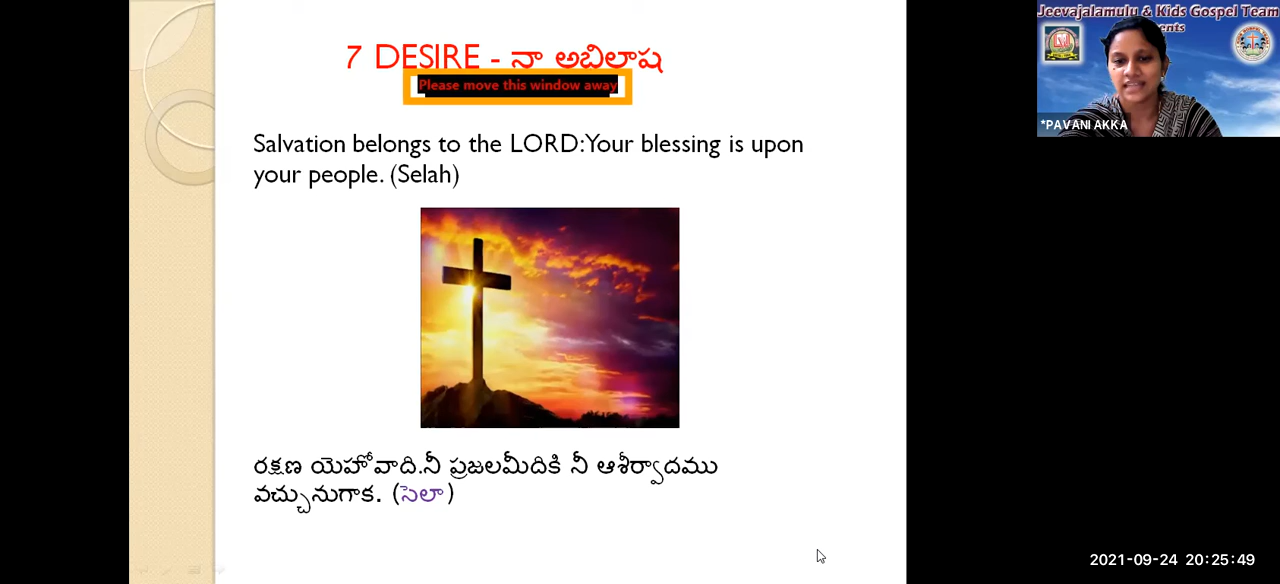 7 DESIRE - నా అభిలాష
Please move this window away
Salvation belongs to the LORD:Your blessing is upon
your people. (Selah)
రక్షణ యెహోవాది.నీ ప్రజలమీదికి నీ ఆశీర్వాదము
వచ్చునుగాక. (సెలా)
Jeevajalamulu & Kids Gospel Team
ents
*PAVANI AKKA
2021-09-24 20:25:49